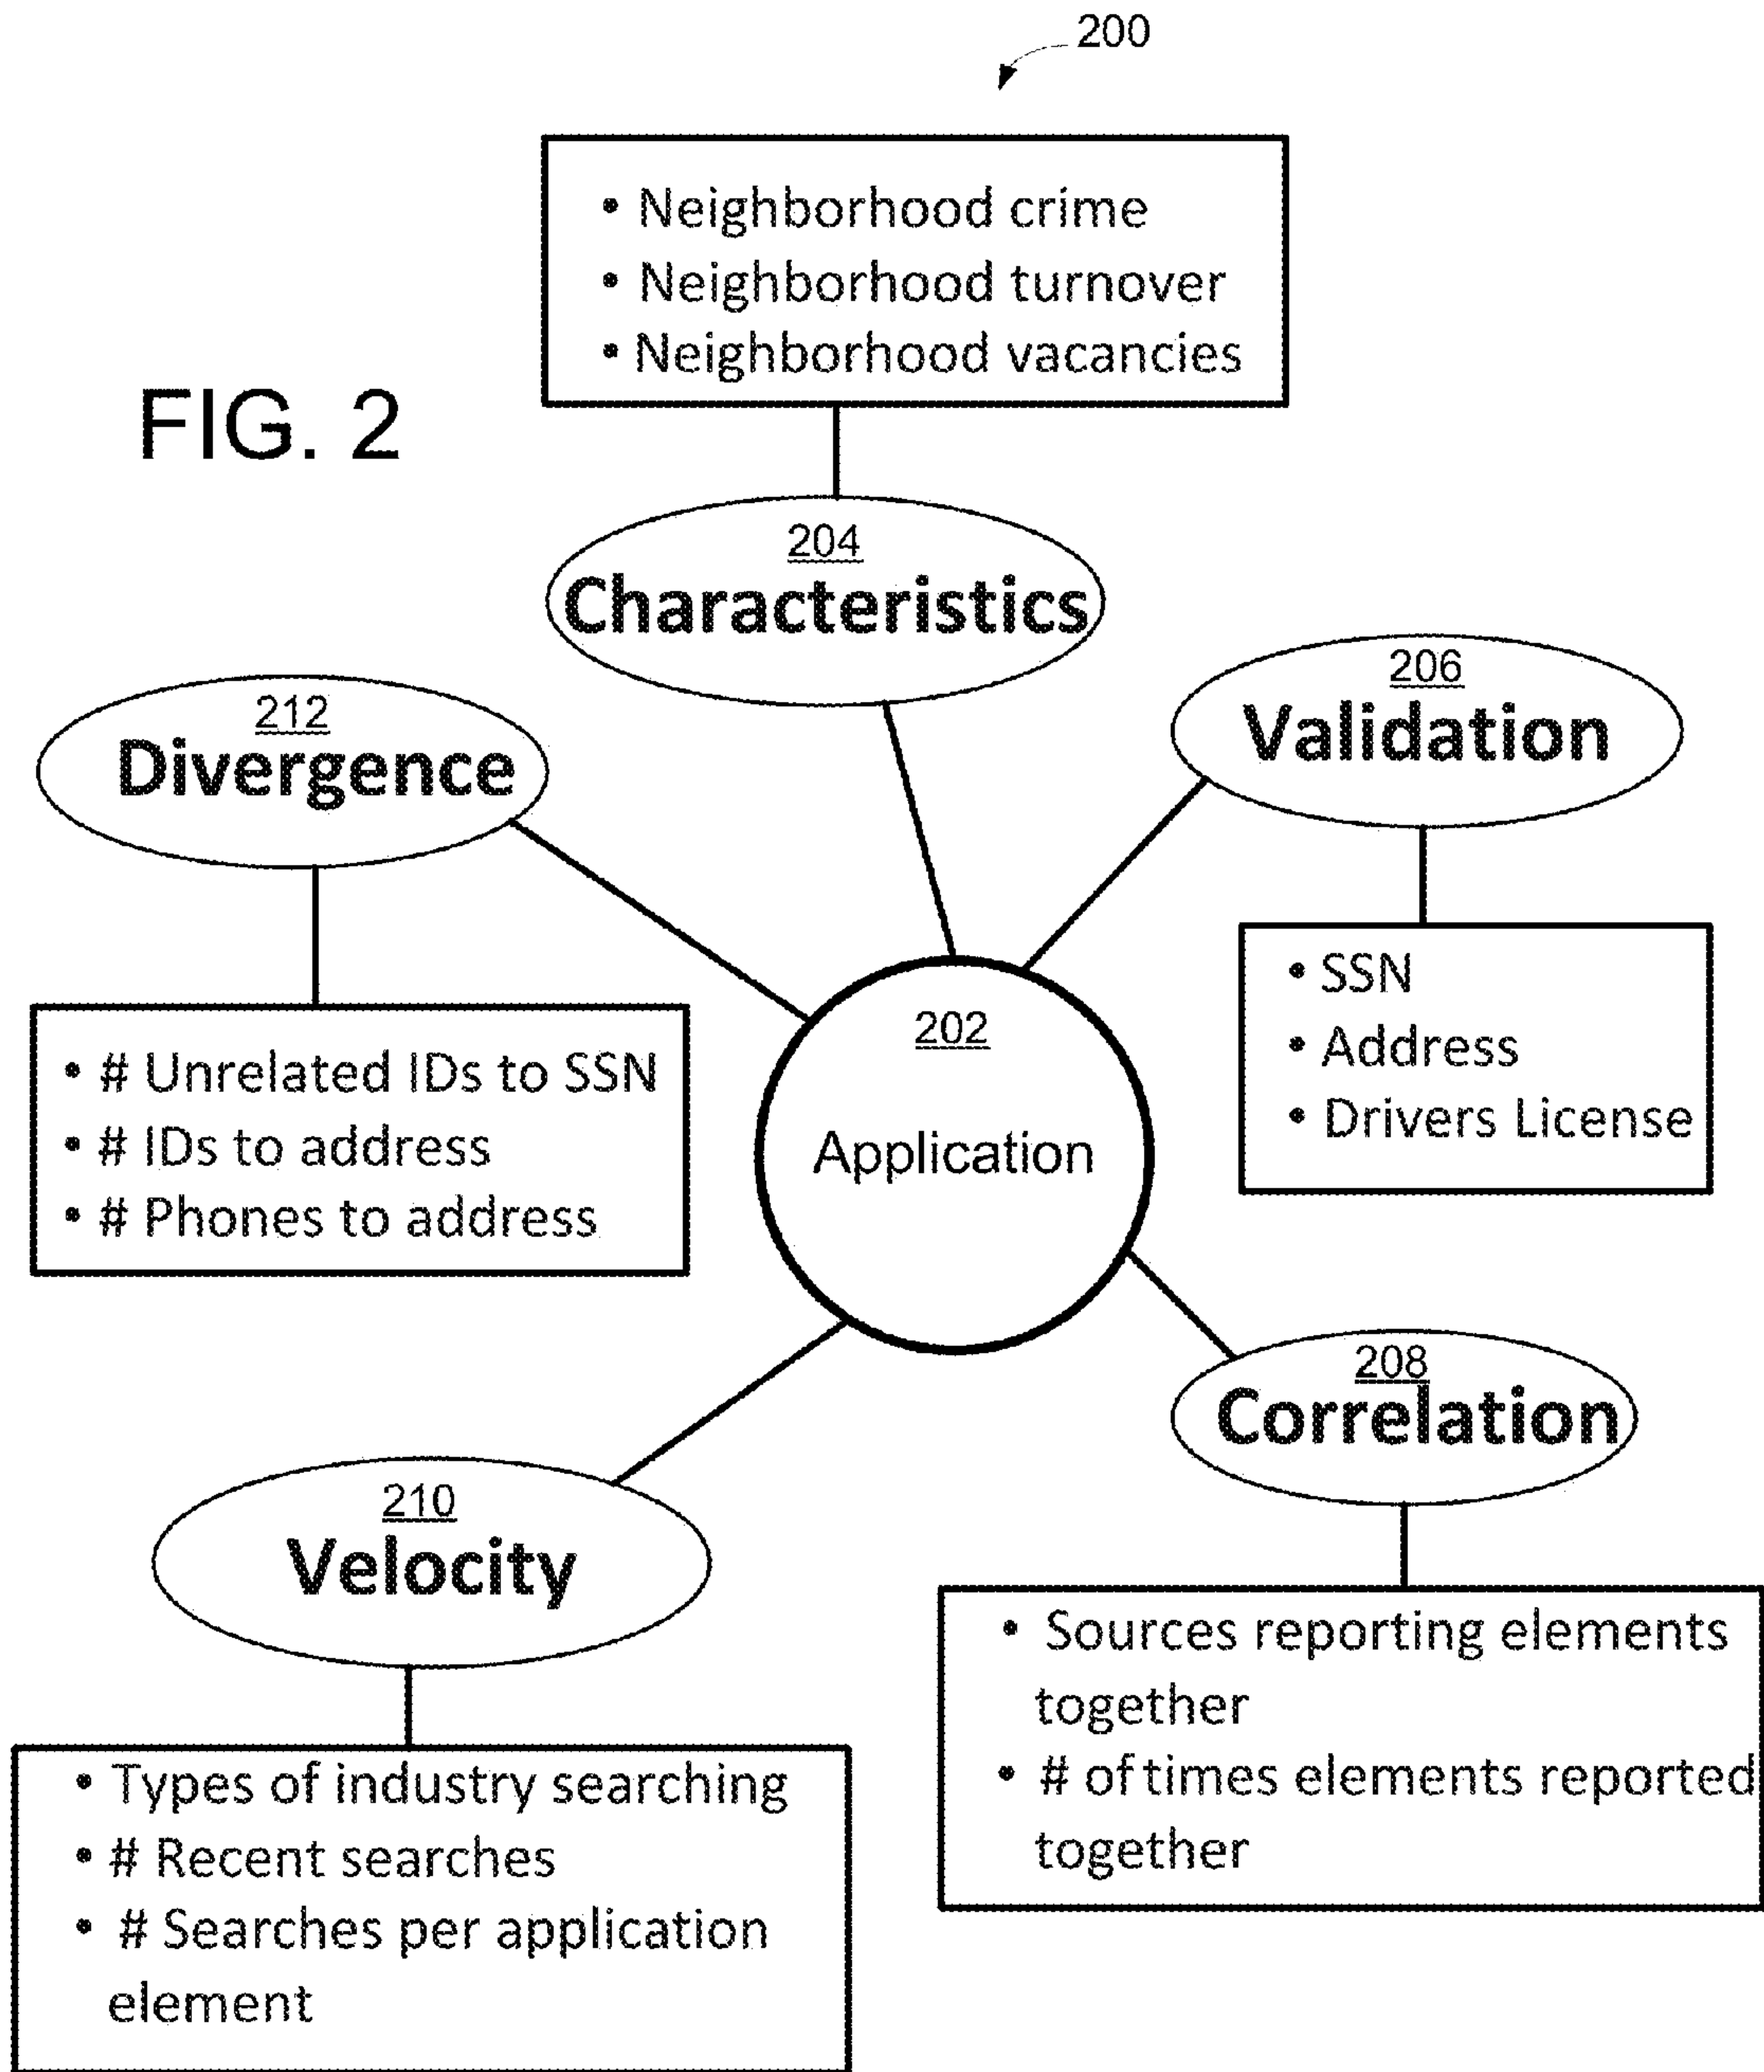 200
• Neighborhood crime
• Neighborhood turnover
• Neighborhood vacancies
FIG. 2
204
Characteristics
206
Validation
212
Divergence
• SSN
• Address
• Drivers License
202
Application
• # Unrelated IDs to SSN
• # IDs to address
• # Phones to address
208
Correlation
210
Velocity
• Sources reporting elements
together
• # of times elements reported
together
• Types of industry searching
• # Recent searches
• # Searches per application
element